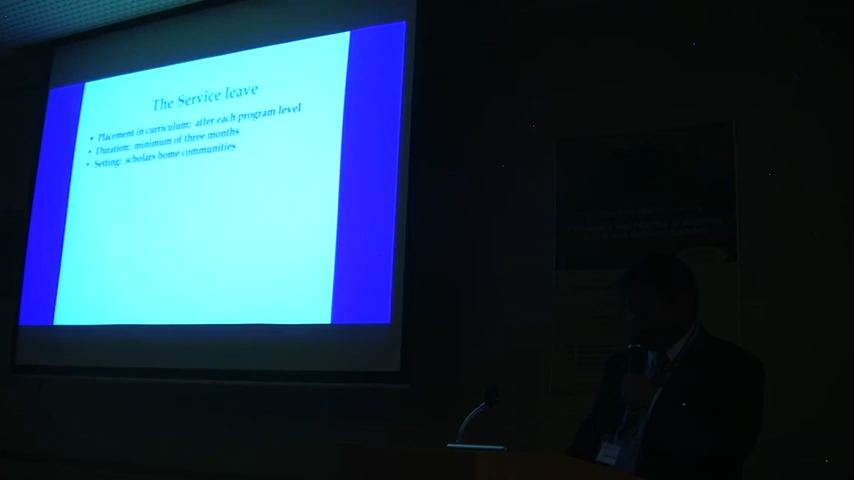 The Service leave
• Placement in curriculum: after each program level
• Duration: minimum of three months
• Setting: scholars home communities